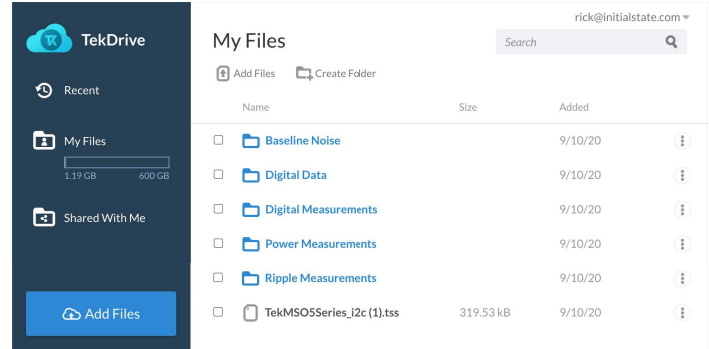 TK
TekDrive
Recent
My Files
1.19 GB 600 GB
Shared With Me
Add Files
rick@initialstate.com
My Files
Search
Add Files Create Folder
Name Size Added
Baseline Noise 9/10/20
Digital Data 9/10/20
Digital Measurements 9/10/20
Power Measurements 9/10/20
Ripple Measurements 9/10/20
TekMSO5Series_i2c (1).tss 319.53 kB 9/10/20